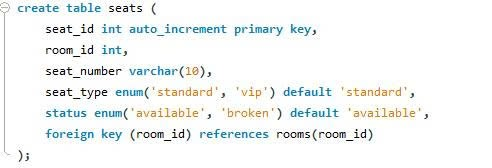 create table seats (
seat_id int auto_increment primary key,
room_id int,
seat_number varchar(10),
seat_type enum('standard', 'vip') default 'standard',
status enum('available', 'broken') default 'available',
foreign key (room_id) references rooms(room_id)
);